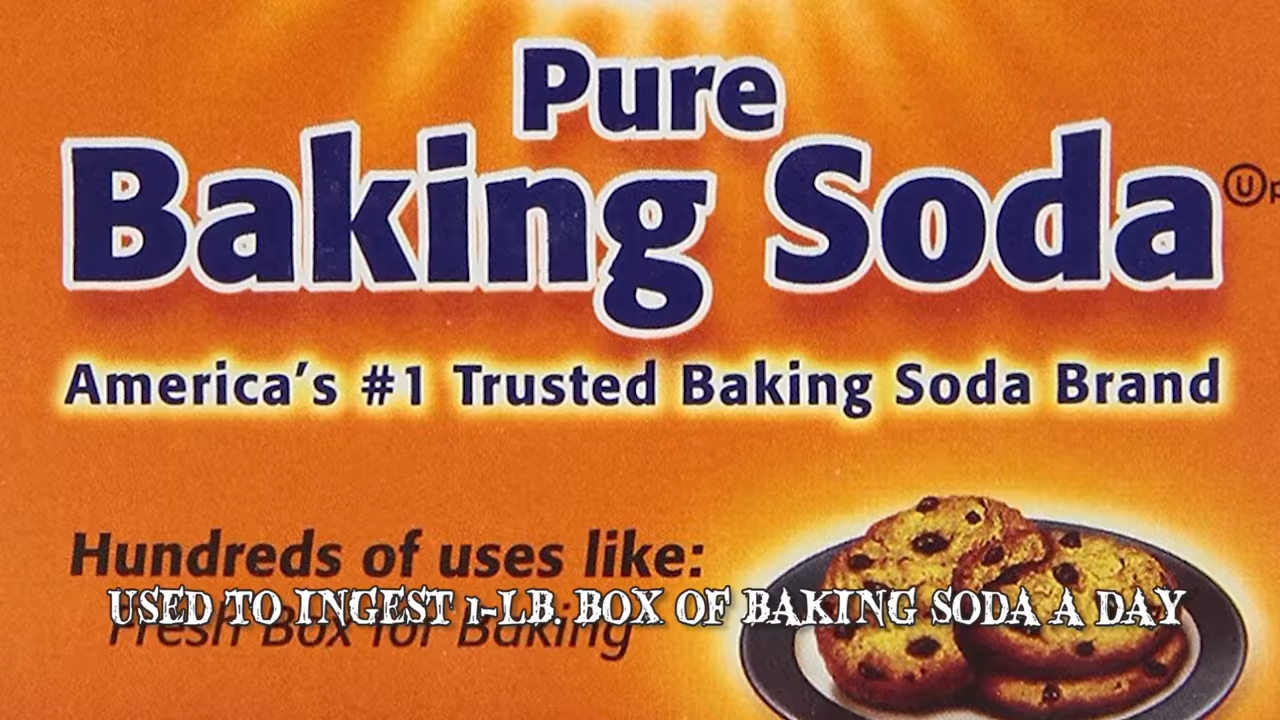 Pure
Baking Soda
ⓊP
America's #1 Trusted Baking Soda Brand
Hundreds of uses like:
Fresh Box for Baking
USED TO INGEST 1-LB. BOX OF BAKING SODA A DAY